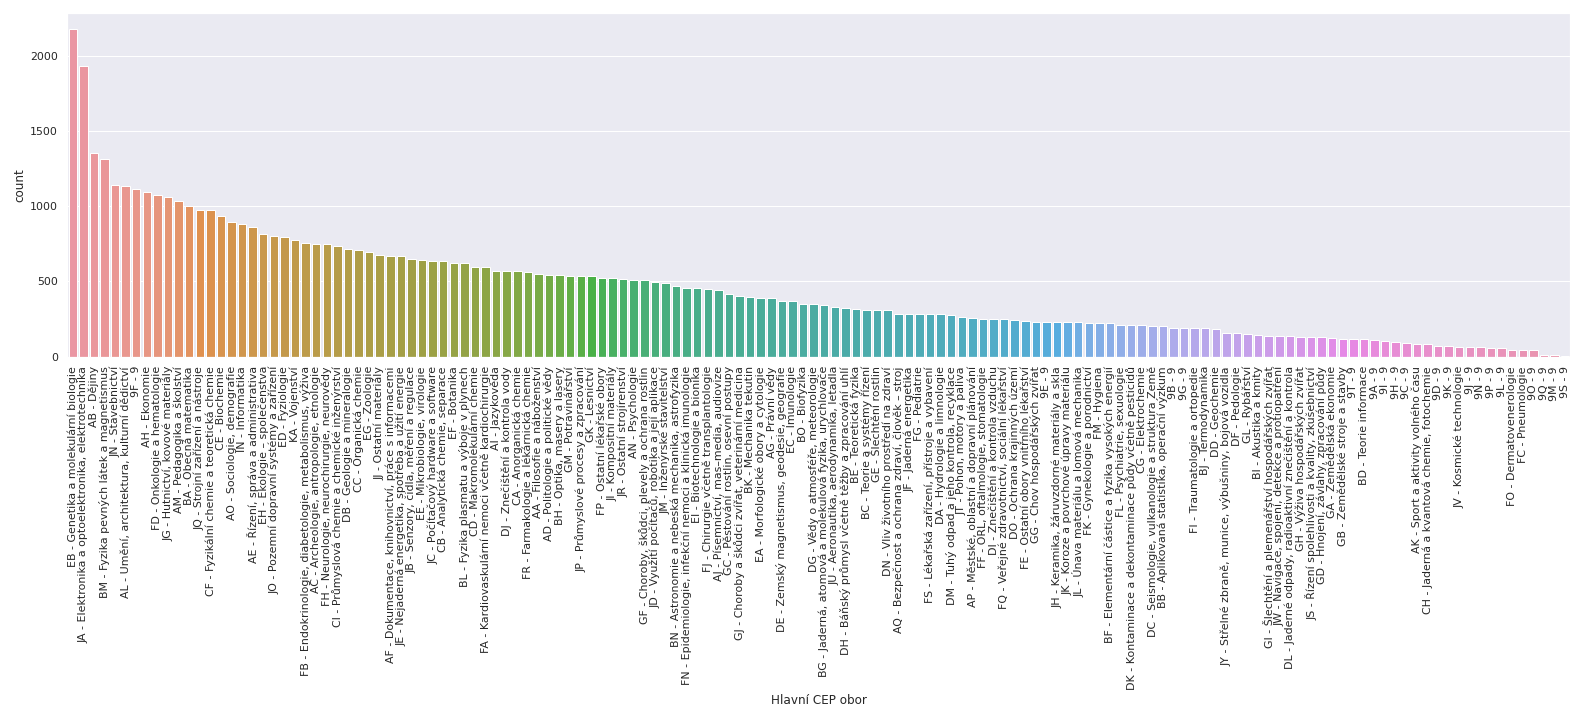 2000
1500
1000
500
0
count
EB - Genetika a molekulární biologie
JA - Elektronika a optoelektronika, elektrotechnika
AB - Dějiny
BM - Fyzika pevných látek a magnetismus
JN - Stavebnictví
AL - Umění, architektura, kulturní dědictví
9F - 9
AH - Ekonomie
FD - Onkologie a hematologie
JG - Hutnictví, kovové materiály
AM - Pedagogika a školství
BA - Obecná matematika
JQ - Strojní zařízení a nástroje
CF - Fyzikální chemie a teoretická chemie
CE - Biochemie
AO - Sociologie, demografie
IN - Informatika
AE - Řízení, správa a administrativa
EH - Ekologie - společenstva
JO - Pozemní dopravní systémy a zařízení
ED - Fyziologie
KA - Vojenství
FB - Endokrinologie, diabetologie, metabolismus, výživa
AC - Archeologie, antropologie, etnologie
FH - Neurologie, neurochirurgie, neurovědy
CI - Průmyslová chemie a chemické inženýrství
DB - Geologie a mineralogie
CC - Organická chemie
EG - Zoologie
JJ - Ostatní materiály
AF - Dokumentace, knihovnictví, práce s informacemi
JE - Nejaderná energetika, spotřeba a užití energie
JB - Senzory, čidla, měření a regulace
EE - Mikrobiologie, virologie
JC - Počítačový hardware a software
CB - Analytická chemie, separace
EF - Botanika
BL - Fyzika plasmatu a výboje v plynech
CD - Makromolekulární chemie
FA - Kardiovaskulární nemoci včetně kardiochirurgie
AI - Jazykověda
DJ - Znečištění a kontrola vody
CA - Anorganická chemie
FR - Farmakologie a lékárnická chemie
AA - Filosofie a náboženství
AD - Politologie a politické vědy
BH - Optika, masery a lasery
GM - Potravinářství
JP - Průmyslové procesy a zpracování
GK - Lesnictví
FP - Ostatní lékařské obory
JI - Kompositní materiály
JR - Ostatní strojírenství
AN - Psychologie
GF - Choroby, škůdci, plevely a ochrana rostlin
JD - Využití počítačů, robotika a její aplikace
JM - Inženýrské stavitelství
BN - Astronomie a nebeská mechanika, astrofyzika
FN - Epidemiologie, infekční nemoci a klinická imunologie
EI - Biotechnologie a bionika
FJ - Chirurgie včetně transplantologie
AJ - Písemnictví, mas-media, audiovize
GC - Pěstování rostlin, osevní postupy
GJ - Choroby a škůdci zvířat, veterinární medicina
BK - Mechanika tekutin
EA - Morfologické obory a cytologie
AG - Právní vědy
DE - Zemský magnetismus, geodesie, geografie
EC - Imunologie
BO - Biofyzika
DG - Vědy o atmosféře, meteorologie
BG - Jaderná, atomová a molekulová fyzika, urychlovače
JU - Aeronautika, aerodynamika, letadla
DH - Báňský průmysl včetně těžby a zpracování uhlí
BE - Teoretická fyzika
BC - Teorie a systémy řízení
GE - Šlechtění rostlin
DN - Vliv životního prostředí na zdraví
AQ - Bezpečnost a ochrana zdraví, člověk - stroj
JF - Jaderná energetika
FG - Pediatrie
FS - Lékařská zařízení, přístroje a vybavení
DA - Hydrologie a limnologie
DM - Tuhý odpad a jeho kontrola, recyklace
JT - Pohon, motory a paliva
AP - Městské, oblastní a dopravní plánování
FF - ORL, oftalmologie, stomatologie
DI - Znečištění a kontrola vzduchu
FQ - Veřejné zdravotnictví, sociální lékařství
DO - Ochrana krajinných území
FE - Ostatní obory vnitřního lékařství
GG - Chov hospodářských zvířat
9E - 9
JH - Keramika, žáruvzdorné materiály a skla
JK - Koroze a povrchové úpravy materiálu
JL - Únava materiálu a lomová mechanika
FK - Gynekologie a porodnictví
FM - Hygiena
BF - Elementární částice a fyzika vysokých energií
FL - Psychiatrie, sexuologie
DK - Kontaminace a dekontaminace půdy včetně pesticidů
CG - Elektrochemie
DC - Seismologie, vulkanologie a struktura Země
BB - Aplikovaná statistika, operační výzkum
9B - 9
9G - 9
FI - Traumatologie a ortopedie
BJ - Termodynamika
DD - Geochemie
JY - Střelné zbraně, munice, výbušniny, bojová vozidla
DF - Pedologie
GL - Rybářství
BI - Akustika a kmity
GI - Šlechtění a plemenářství hospodářských zvířat
JW - Navigace, spojení, detekce a protiopatření
DL - Jaderné odpady, radioaktivní znečištění a kontrola
GH - Výživa hospodářských zvířat
JS - Řízení spolehlivosti a kvality, zkušebnictví
GD - Hnojení, závlahy, zpracování půdy
GA - Zemědělská ekonomie
GB - Zemědělské stroje a stavby
9T - 9
BD - Teorie informace
9A - 9
9I - 9
9H - 9
9C - 9
AK - Sport a aktivity volného času
CH - Jaderná a kvantová chemie, fotochemie
9D - 9
9K - 9
JV - Kosmické technologie
9J - 9
9N - 9
9P - 9
9L - 9
FO - Dermatovenerologie
FC - Pneumologie
9O - 9
9Q - 9
9M - 9
9S - 9
Hlavní CEP obor